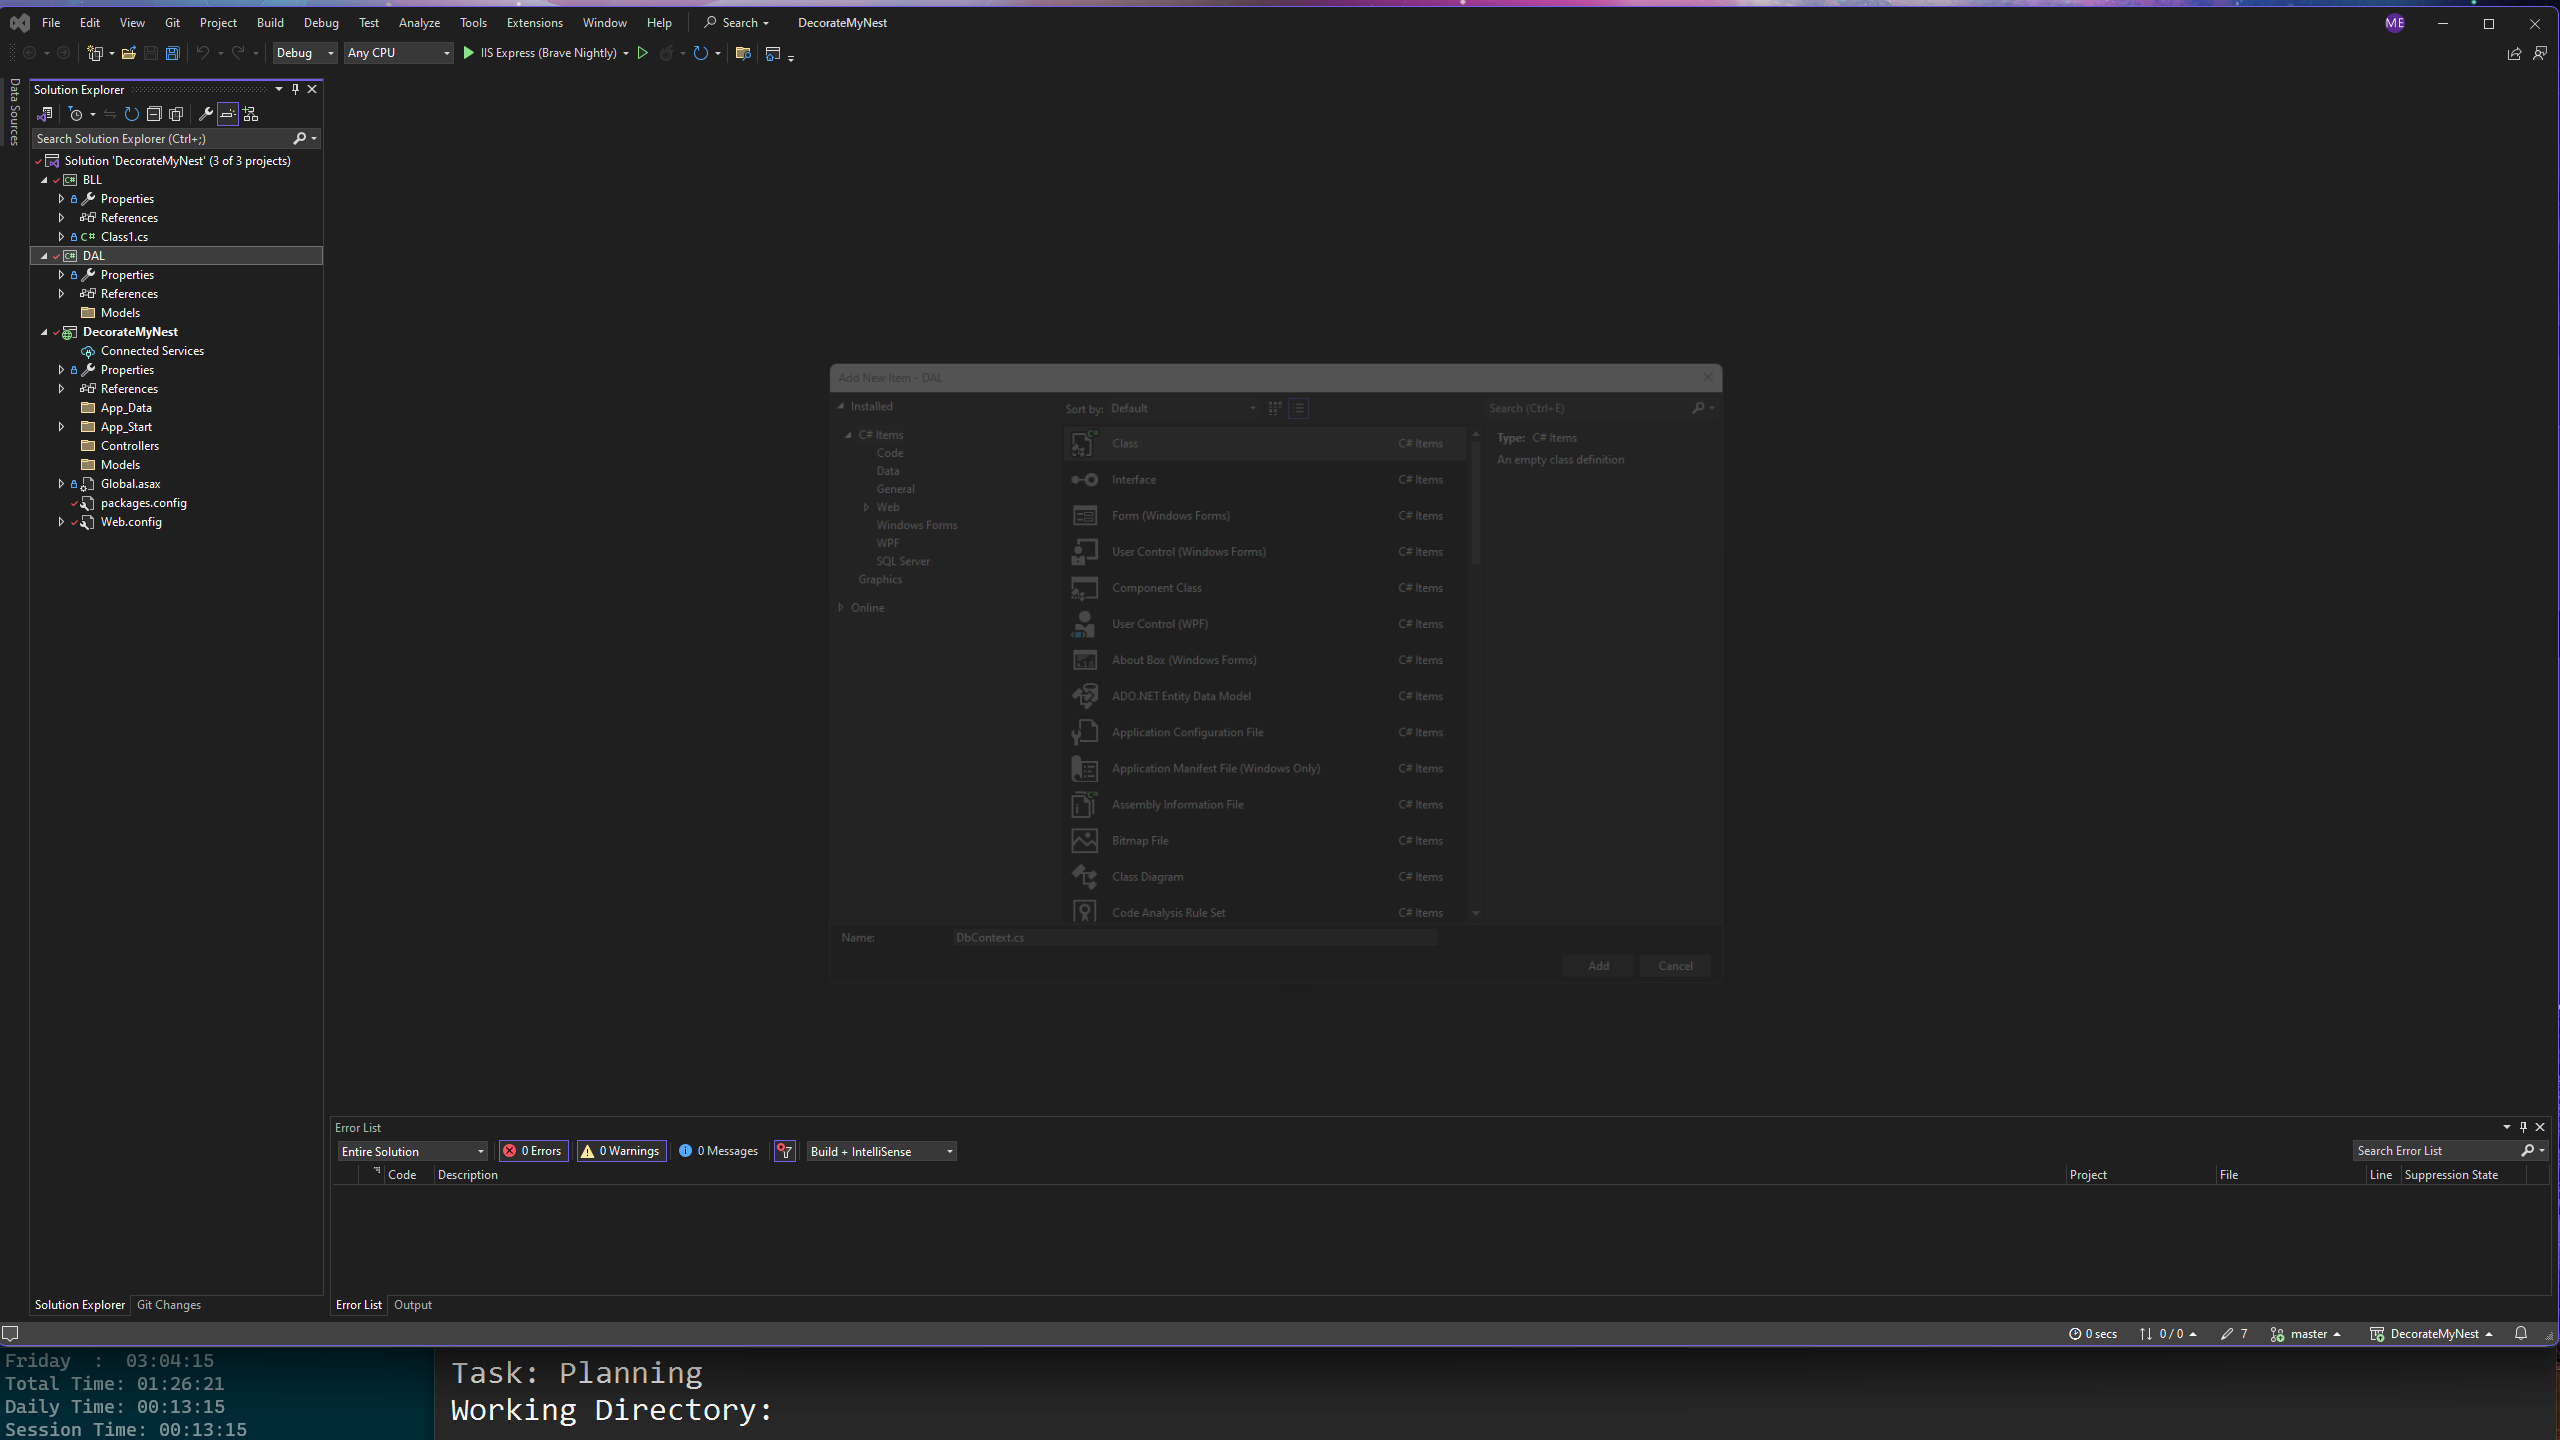 File Edit View Git Project Build Debug Test Analyze Tools Extensions Window Help Search DecorateMyNest ME
Debug Any CPU IIS Express (Brave Nightly)
Data Sources
Solution Explorer
Search Solution Explorer (Ctrl+;)
Solution 'DecorateMyNest' (3 of 3 projects)
BLL
Properties
References
C# Class1.cs
DAL
Properties
References
Models
DecorateMyNest
Connected Services
Properties
References
App_Data
App_Start
Controllers
Models
Global.asax
packages.config
Web.config
Solution Explorer Git Changes
Add New Item - DAL
Installed
C# Items
Code
Data
General
Web
Windows Forms
WPF
SQL Server
Graphics
Online
Sort by: Default
Class C# Items
Interface C# Items
Form (Windows Forms) C# Items
User Control (Windows Forms) C# Items
Component Class C# Items
User Control (WPF) C# Items
About Box (Windows Forms) C# Items
ADO.NET Entity Data Model C# Items
Application Configuration File C# Items
Application Manifest File (Windows Only) C# Items
Assembly Information File C# Items
Bitmap File C# Items
Class Diagram C# Items
Code Analysis Rule Set C# Items
Search (Ctrl+E)
Type: C# Items
An empty class definition
Name: DbContext.cs
Add Cancel
Error List
Entire Solution 0 Errors 0 Warnings 0 Messages Build + IntelliSense Search Error List
Code Description Project File Line Suppression State
Error List Output
0 secs 0 / 0 7 master DecorateMyNest
Friday : 03:04:15
Total Time: 01:26:21
Daily Time: 00:13:15
Session Time: 00:13:15
Task: Planning
Working Directory: